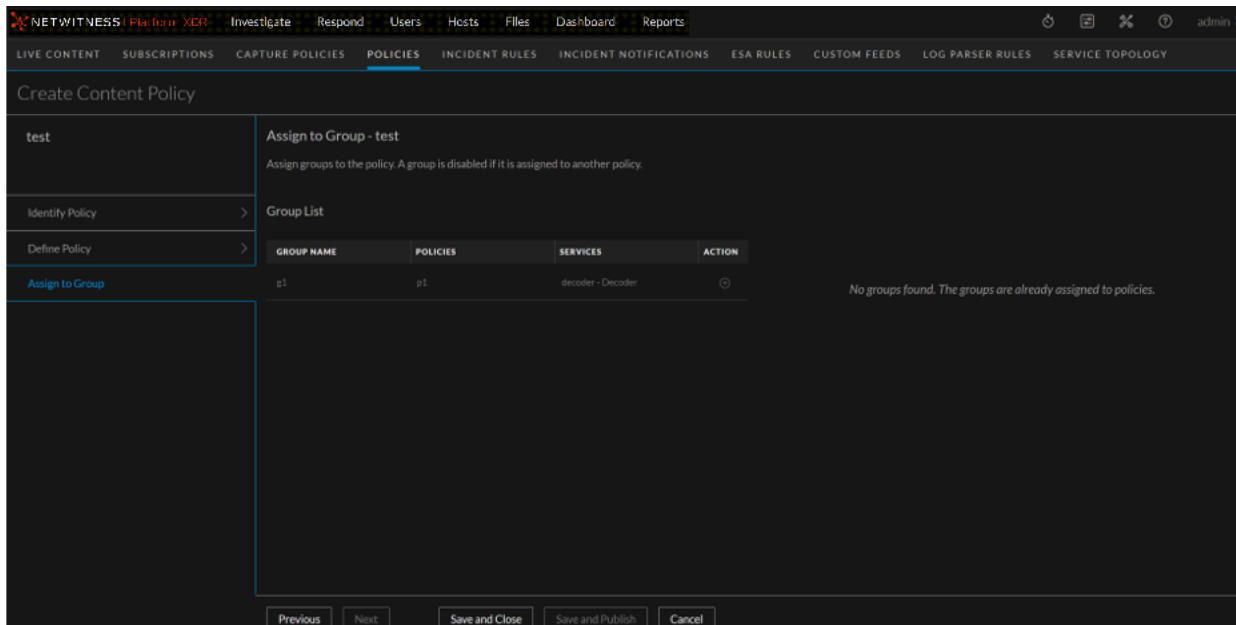 NETWITNESS Platform XDR Investigate Respond Users Hosts Files Dashboard Reports admin
LIVE CONTENT SUBSCRIPTIONS CAPTURE POLICIES POLICIES INCIDENT RULES INCIDENT NOTIFICATIONS ESA RULES CUSTOM FEEDS LOG PARSER RULES SERVICE TOPOLOGY
Create Content Policy
test
Identify Policy
Define Policy
Assign to Group
Assign to Group - test
Assign groups to the policy. A group is disabled if it is assigned to another policy.
Group List
GROUP NAME POLICIES SERVICES ACTION
g1 p1 decoder - Decoder
No groups found. The groups are already assigned to policies.
Previous Next Save and Close Save and Publish Cancel